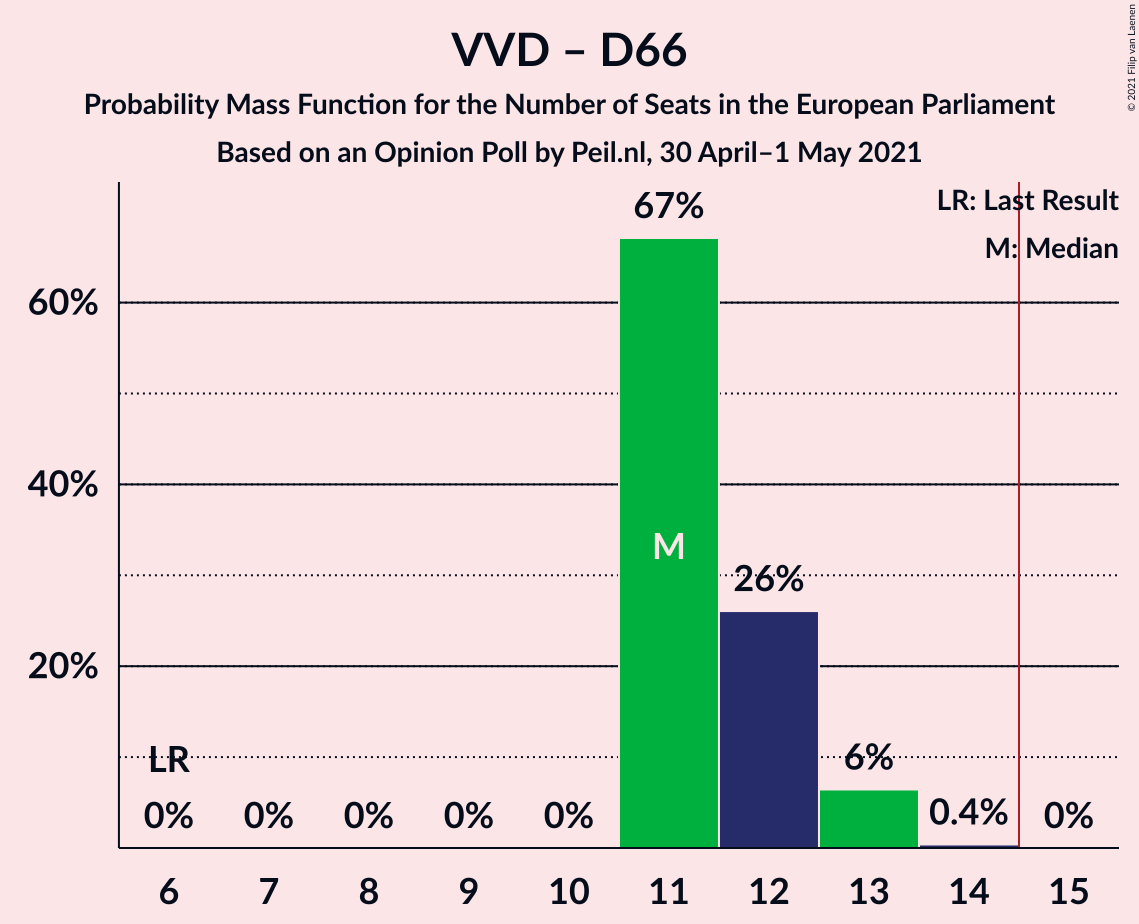 VVD – D66
Probability Mass Function for the Number of Seats in the European Parliament
Based on an Opinion Poll by Peil.nl, 30 April–1 May 2021
© 2021 Filip van Laenen
LR: Last Result
M: Median
67%
60%
40%
M
26%
20%
LR
6%
0% 0% 0% 0% 0% 0.4% 0%
6 7 8 9 10 11 12 13 14 15